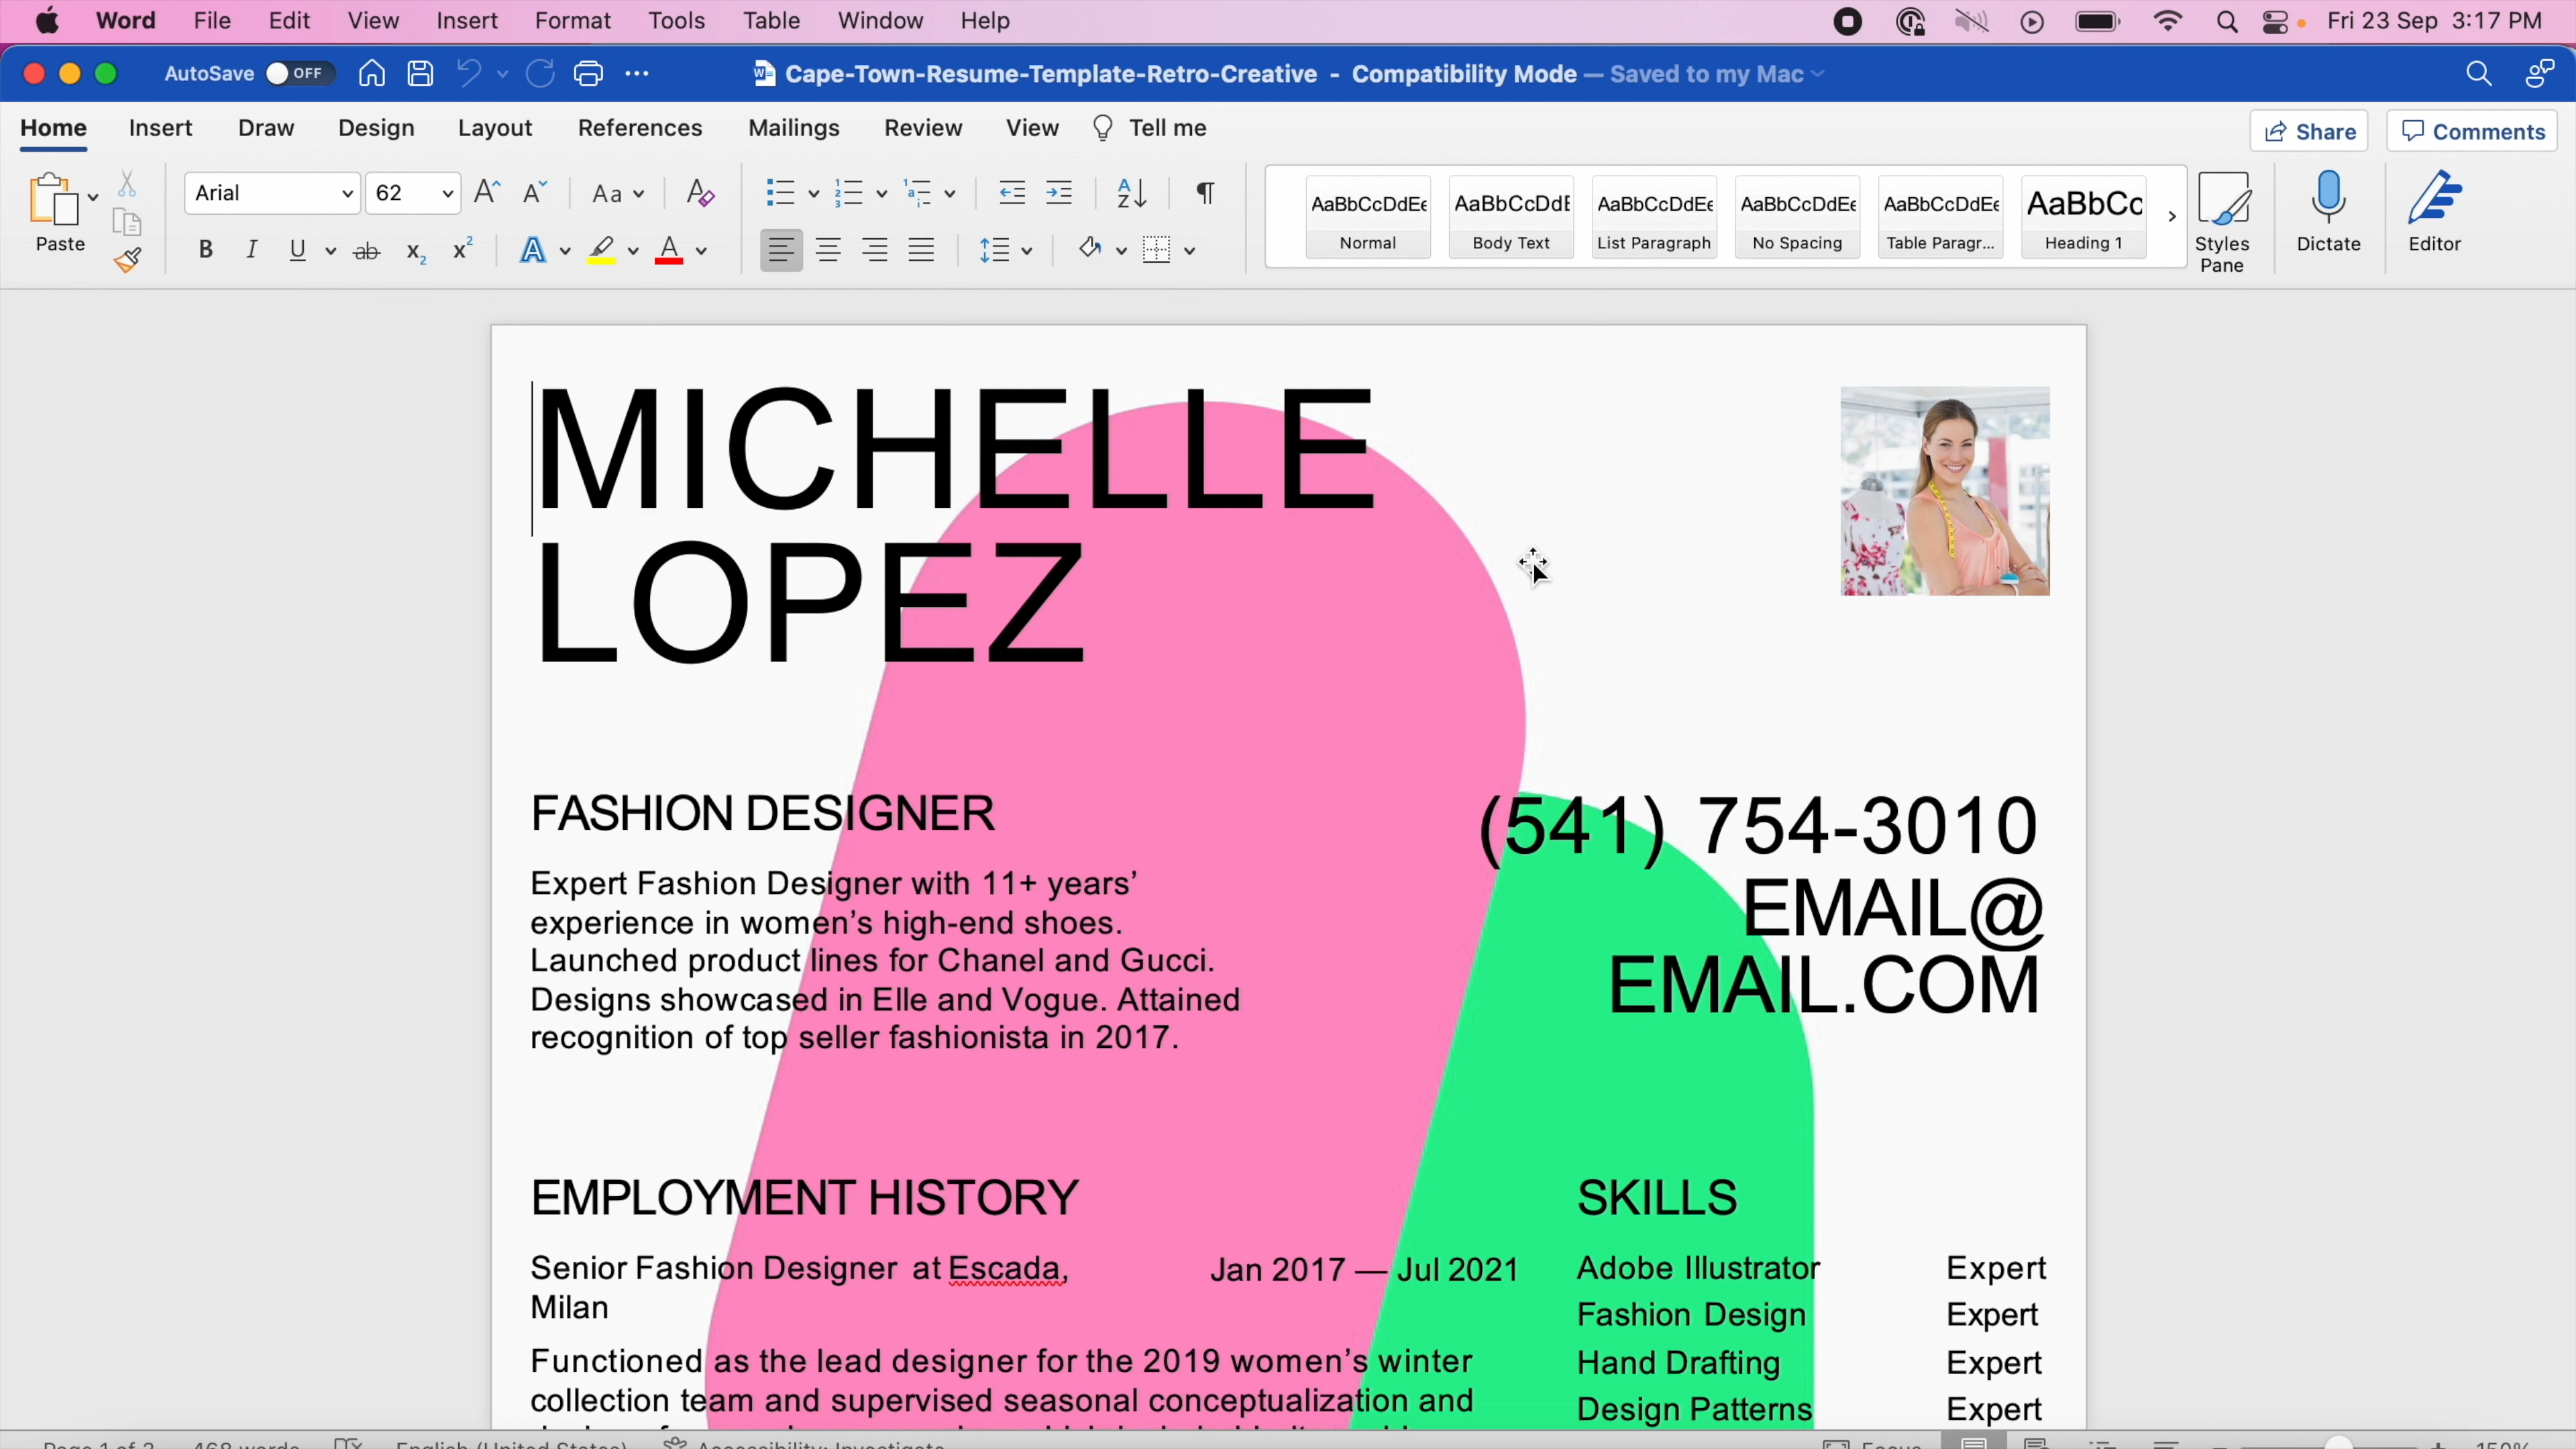 Word File Edit View Insert Format Tools Table Window Help Fri 23 Sep 3:17 PM
AutoSave OFF Cape-Town-Resume-Template-Retro-Creative - Compatibility Mode — Saved to my Mac
Home Insert Draw Design Layout References Mailings Review View Tell me Share Comments
Paste Arial 62 Aa
AaBbCcDdEe AaBbCcDdE AaBbCcDdEe AaBbCcDdEe AaBbCcDdEe AaBbCc
Normal Body Text List Paragraph No Spacing Table Paragr... Heading 1
Styles Pane Dictate Editor
MICHELLE
LOPEZ
FASHION DESIGNER
Expert Fashion Designer with 11+ years’
experience in women’s high-end shoes.
Launched product lines for Chanel and Gucci.
Designs showcased in Elle and Vogue. Attained
recognition of top seller fashionista in 2017.
(541) 754-3010
EMAIL@
EMAIL.COM
EMPLOYMENT HISTORY
Senior Fashion Designer at Escada,
Milan
Jan 2017 — Jul 2021
Functioned as the lead designer for the 2019 women’s winter
collection team and supervised seasonal conceptualization and
SKILLS
Adobe Illustrator Expert
Fashion Design Expert
Hand Drafting Expert
Design Patterns Expert